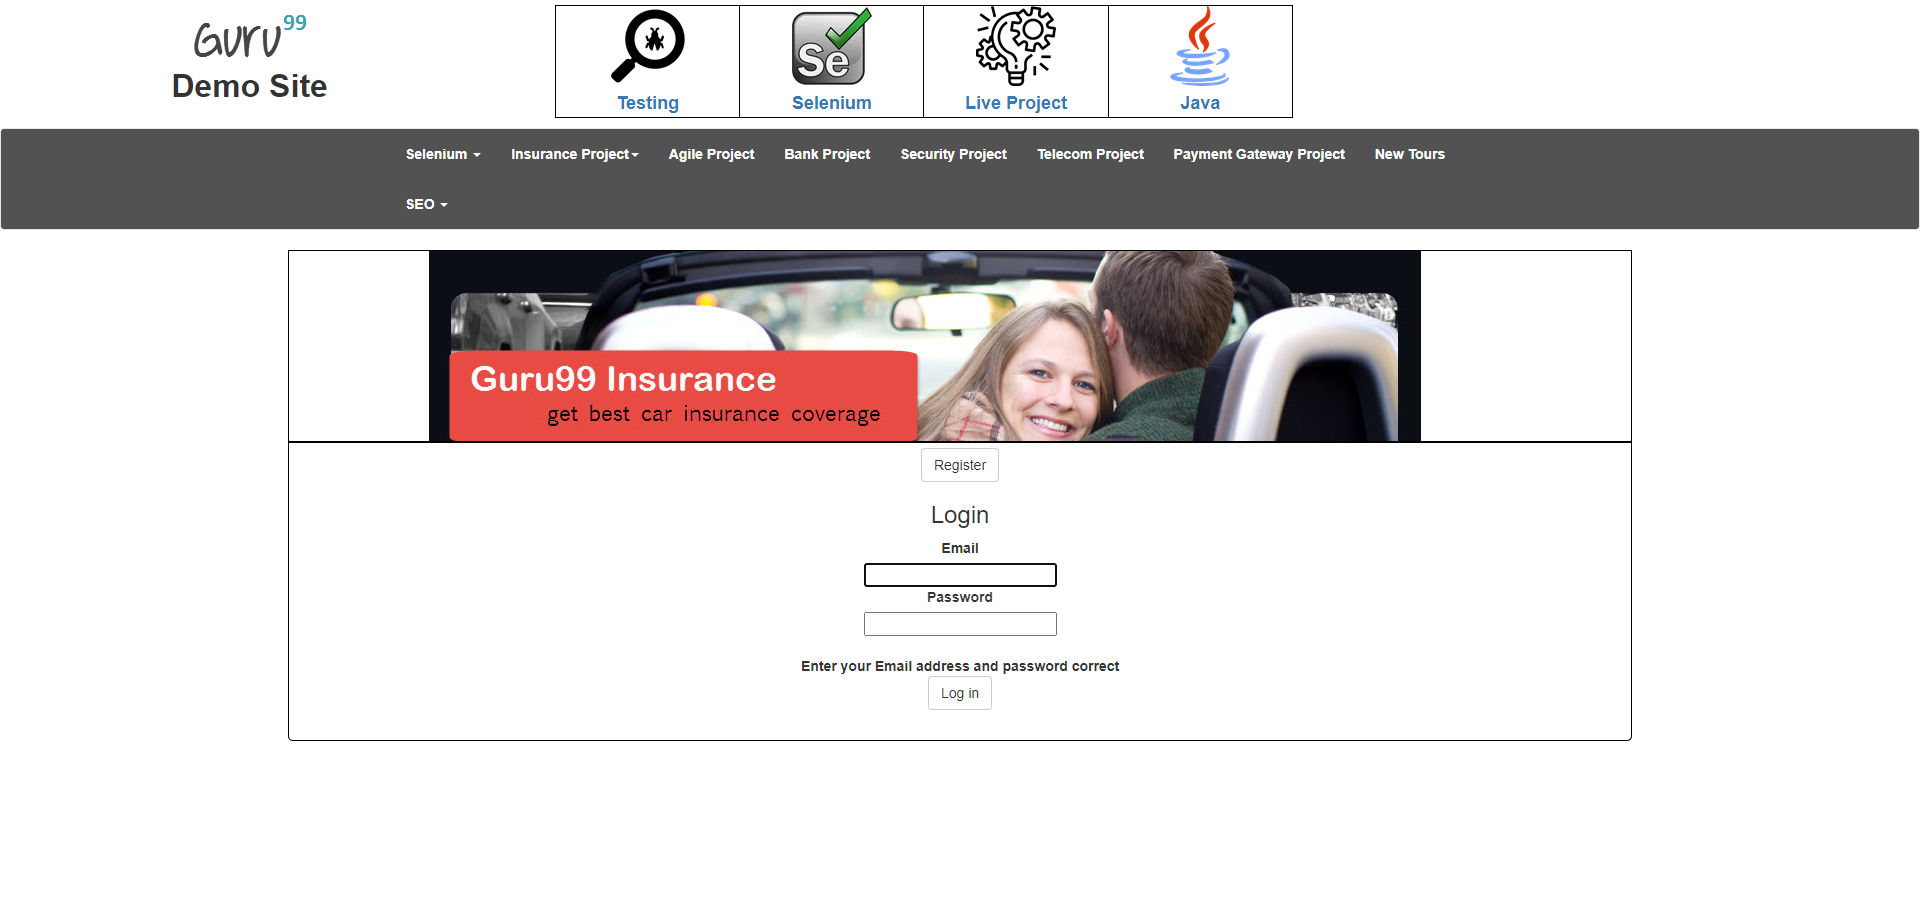 Guru99
Demo Site
Testing
Se
Selenium
Live Project
Java
Selenium
Insurance Project
Agile Project
Bank Project
Security Project
Telecom Project
Payment Gateway Project
New Tours
SEO
Guru99 Insurance
get best car insurance coverage
Register
Login
Email
Password
Enter your Email address and password correct
Log in